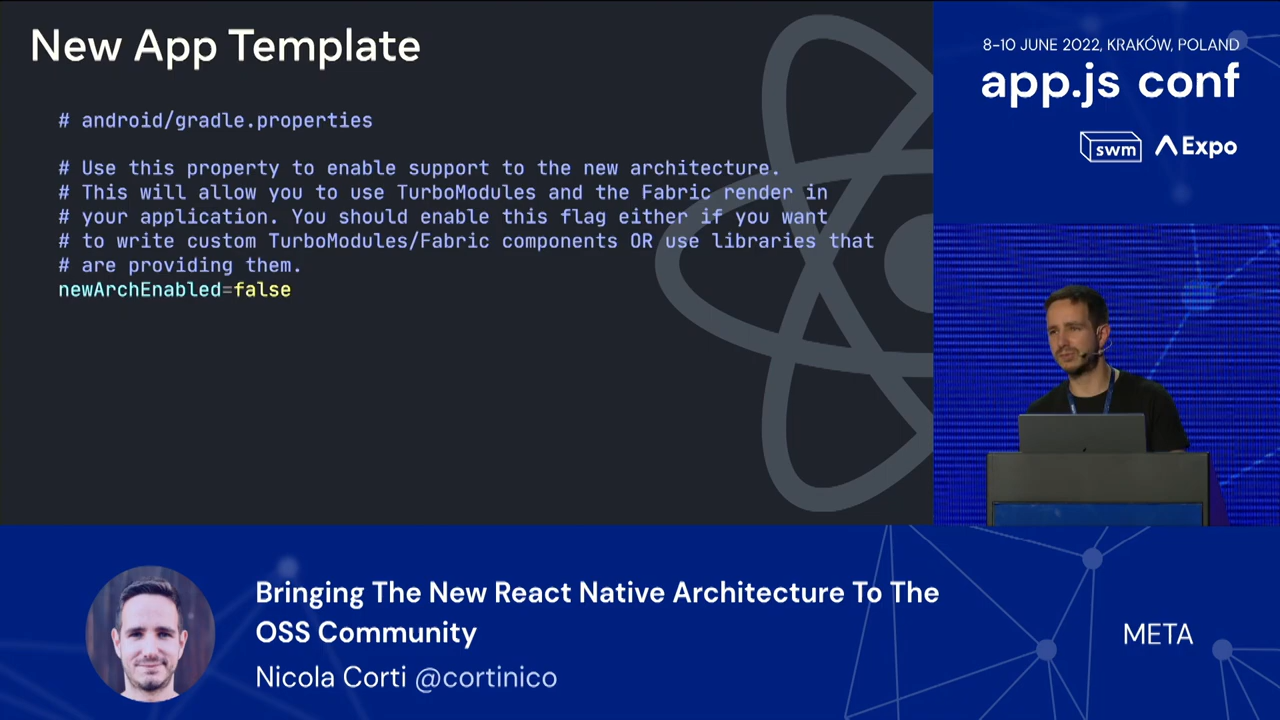 New App Template
# android/gradle.properties
# Use this property to enable support to the new architecture.
# This will allow you to use TurboModules and the Fabric render in
# your application. You should enable this flag either if you want
# to write custom TurboModules/Fabric components OR use libraries that
# are providing them.
newArchEnabled=false
8-10 JUNE 2022, KRAKÓW, POLAND
app.js conf
swm Expo
Bringing The New React Native Architecture To The
OSS Community
Nicola Corti @cortinico
META